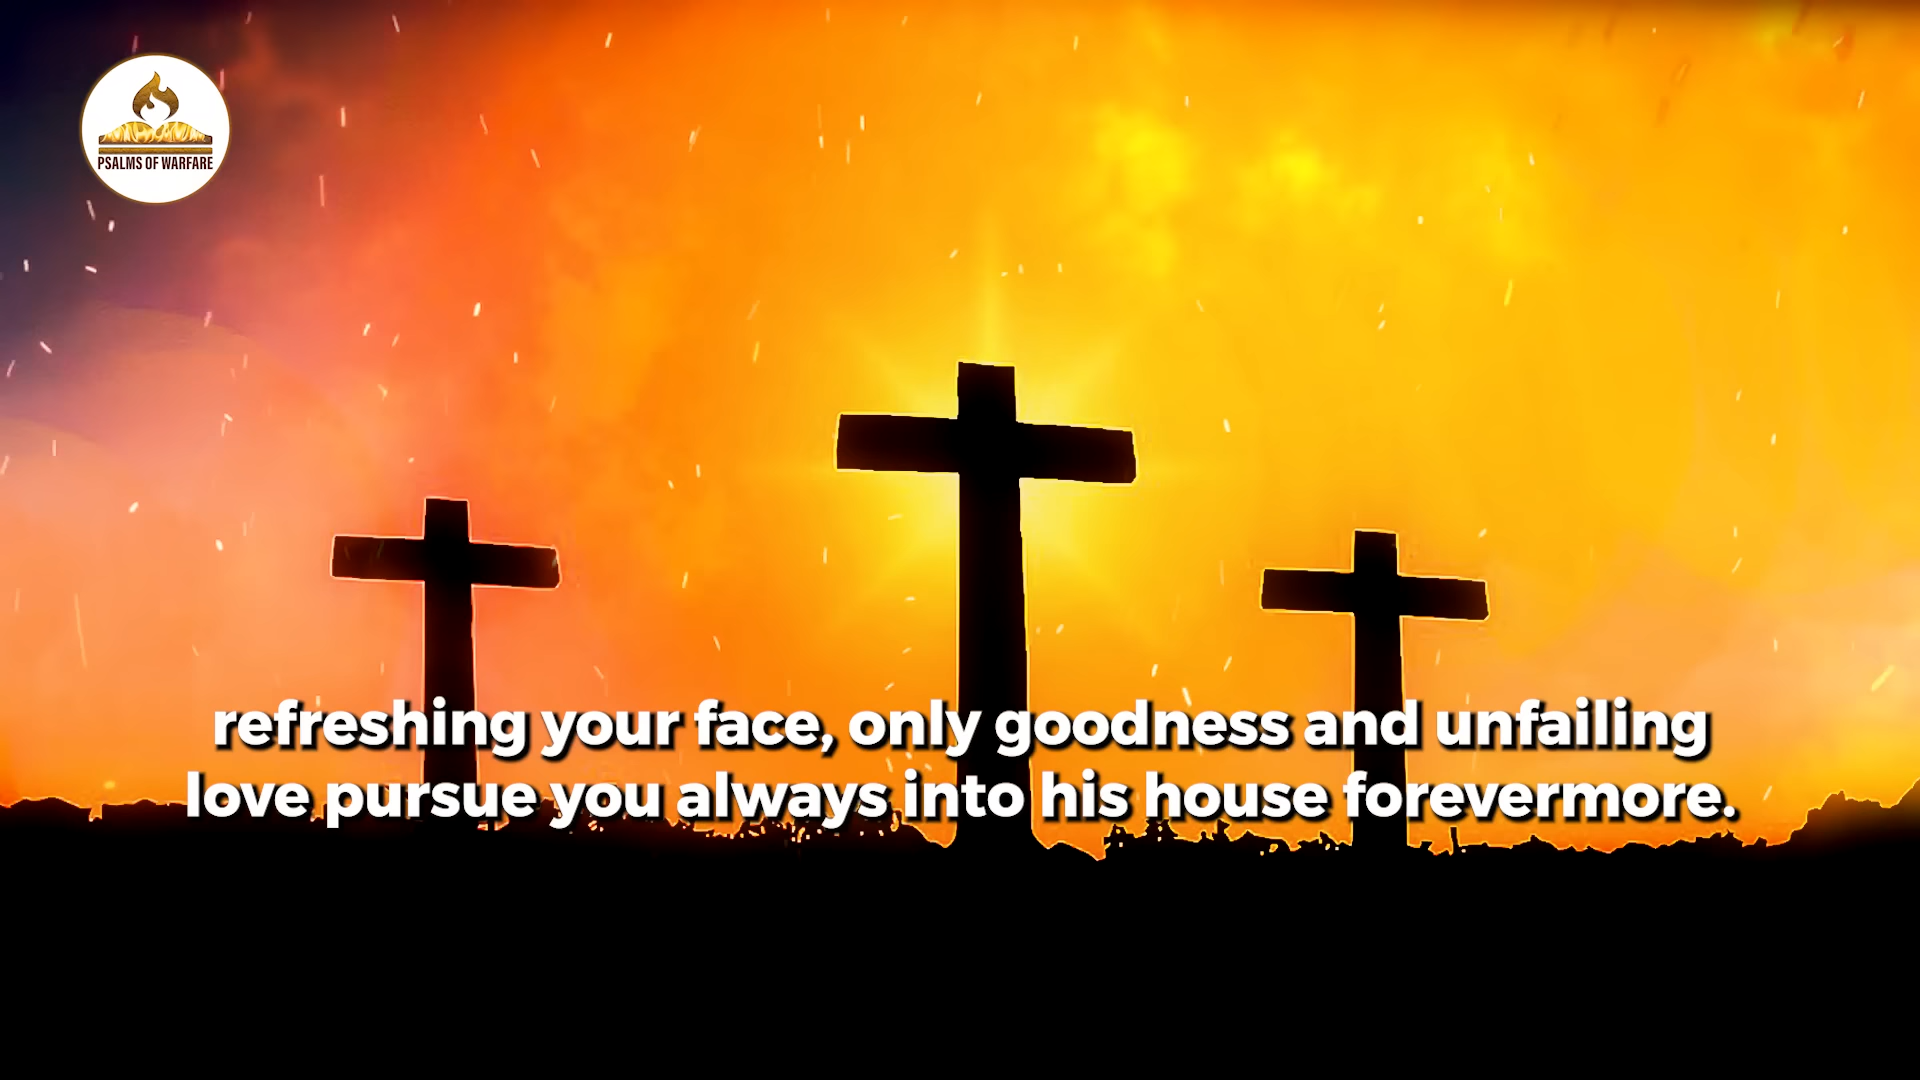 PSALMS OF WARFARE
refreshing your face, only goodness and unfailing
love pursue you always into his house forevermore.